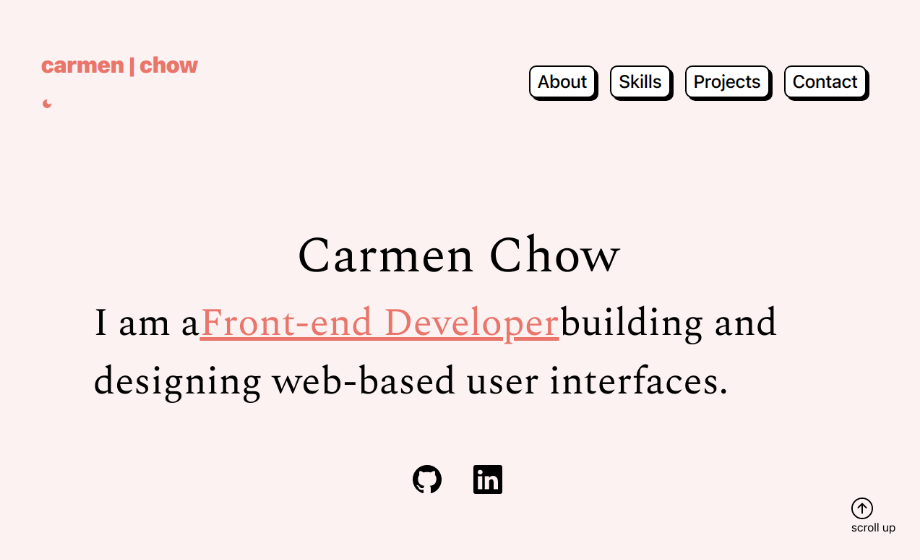 carmen | chow
About Skills Projects Contact
Carmen Chow
I am aFront-end Developerbuilding and
designing web-based user interfaces.
in
scroll up